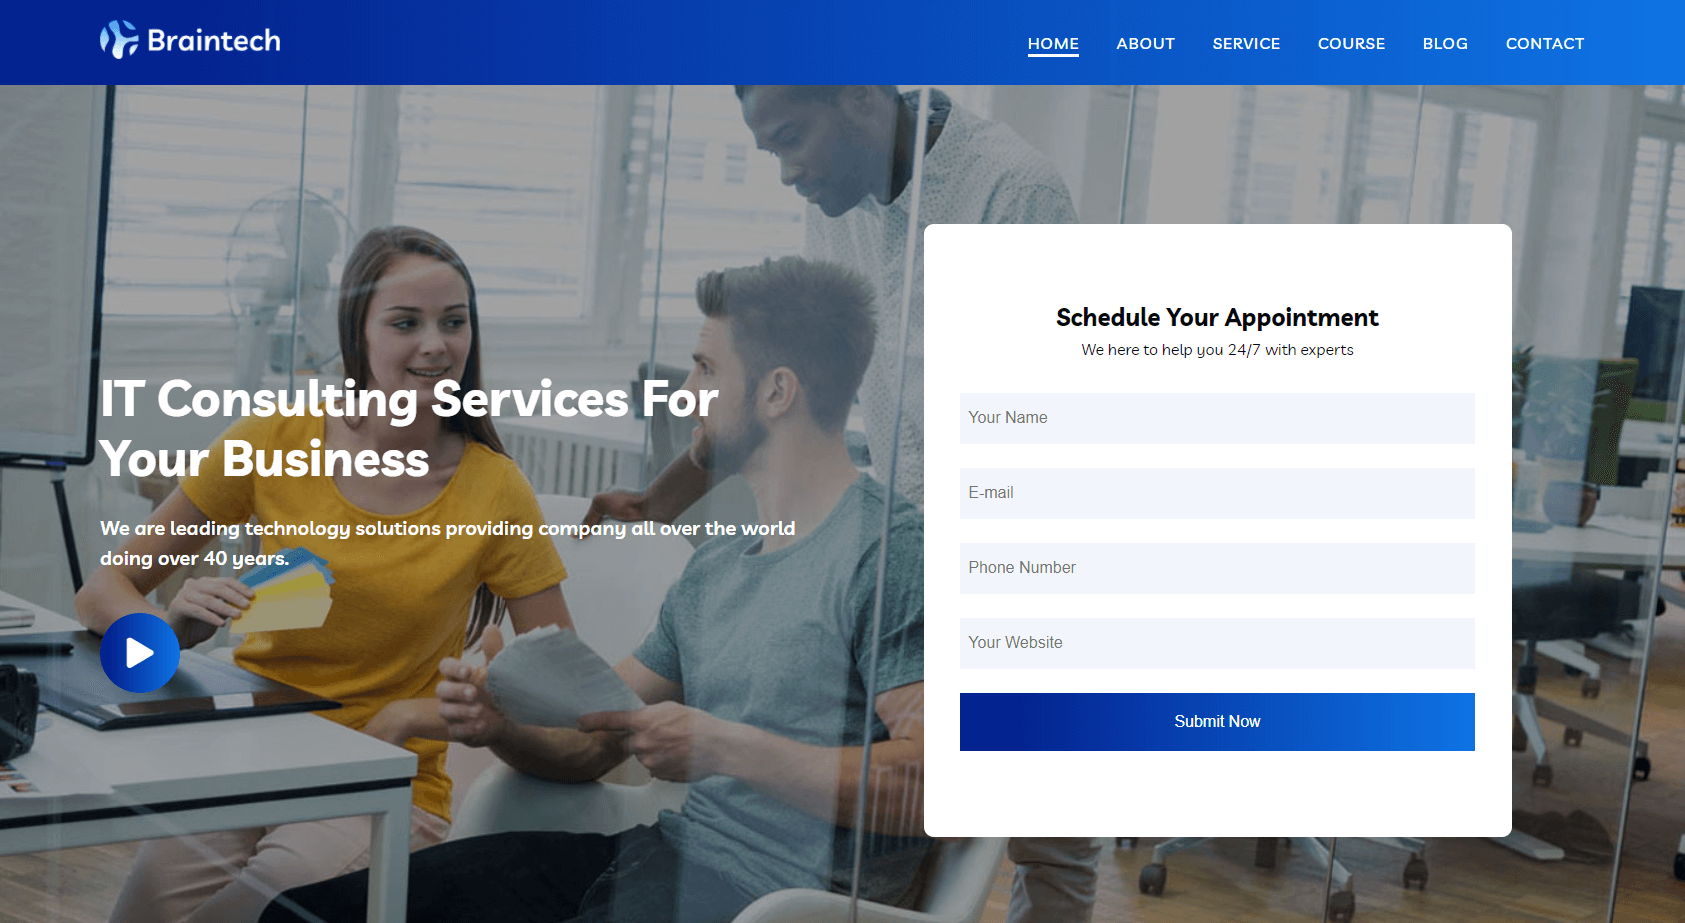 Braintech
HOME ABOUT SERVICE COURSE BLOG CONTACT
IT Consulting Services For
Your Business
We are leading technology solutions providing company all over the world
doing over 40 years.
Schedule Your Appointment
We here to help you 24/7 with experts
Your Name
E-mail
Phone Number
Your Website
Submit Now